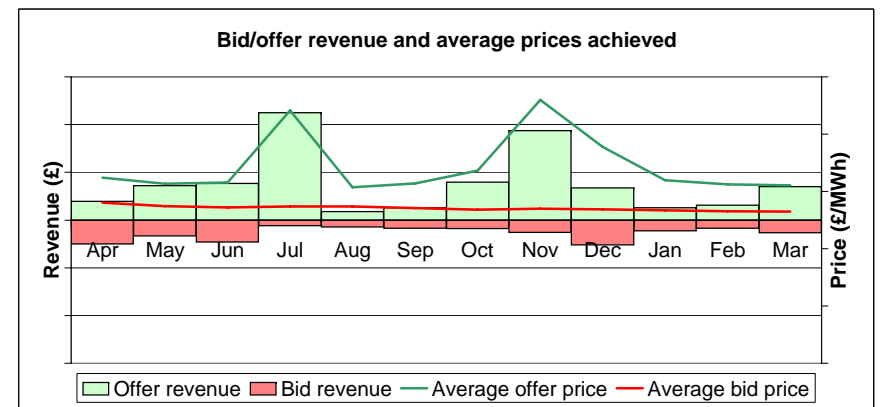 Bid/offer revenue and average prices achieved
Revenue (£)
Price (£/MWh)
Apr May Jun Jul Aug Sep Oct Nov Dec Jan Feb Mar
Offer revenue Bid revenue Average offer price Average bid price